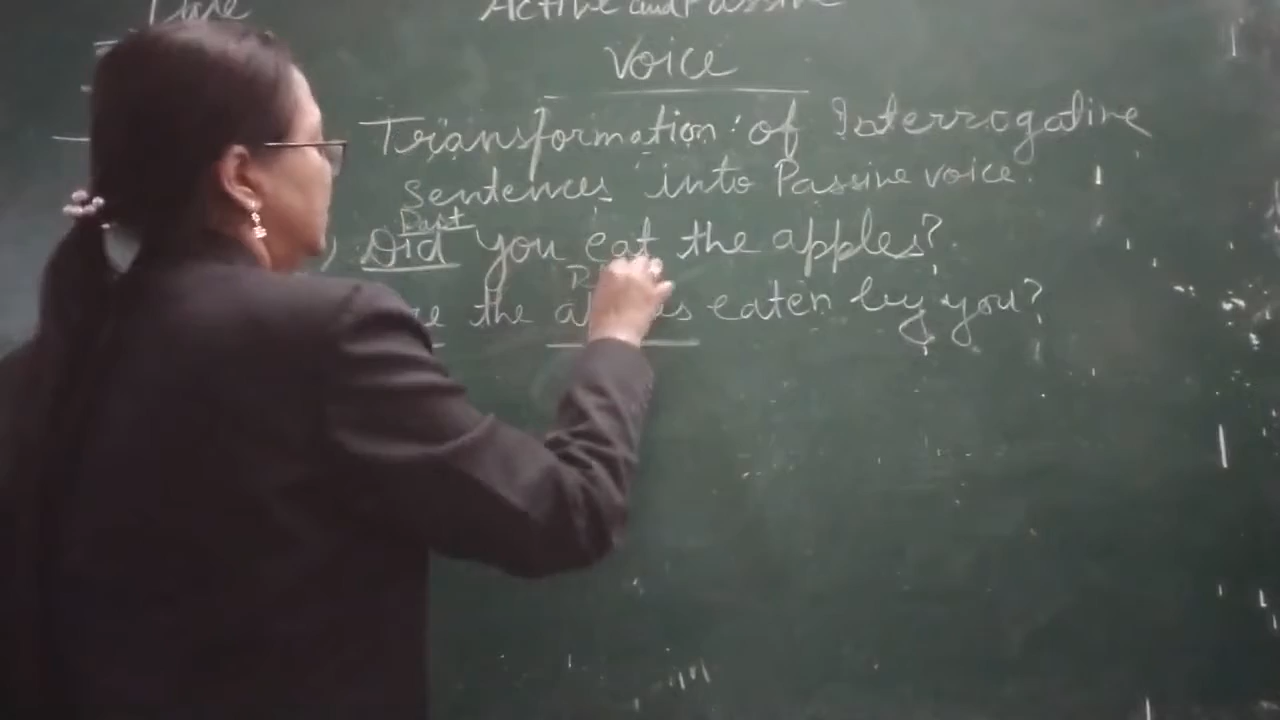 Date Active and Passive
Voice
Transformation of Interrogative
Sentences into Passive voice.
Past
Did you eat the apples?
the eaten by you?